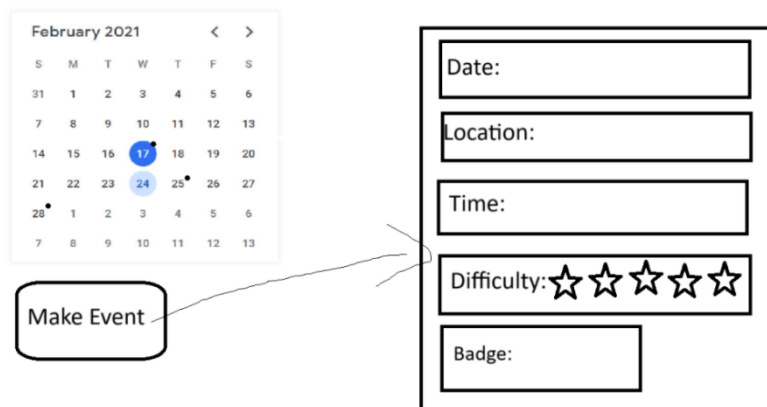 February 2021 < >
S M T W T F S
31 1 2 3 4 5 6
7 8 9 10 11 12 13
14 15 16 17 18 19 20
21 22 23 24 25 26 27
28 1 2 3 4 5 6
7 8 9 10 11 12 13
Make Event
Date:
Location:
Time:
Difficulty:
Badge: